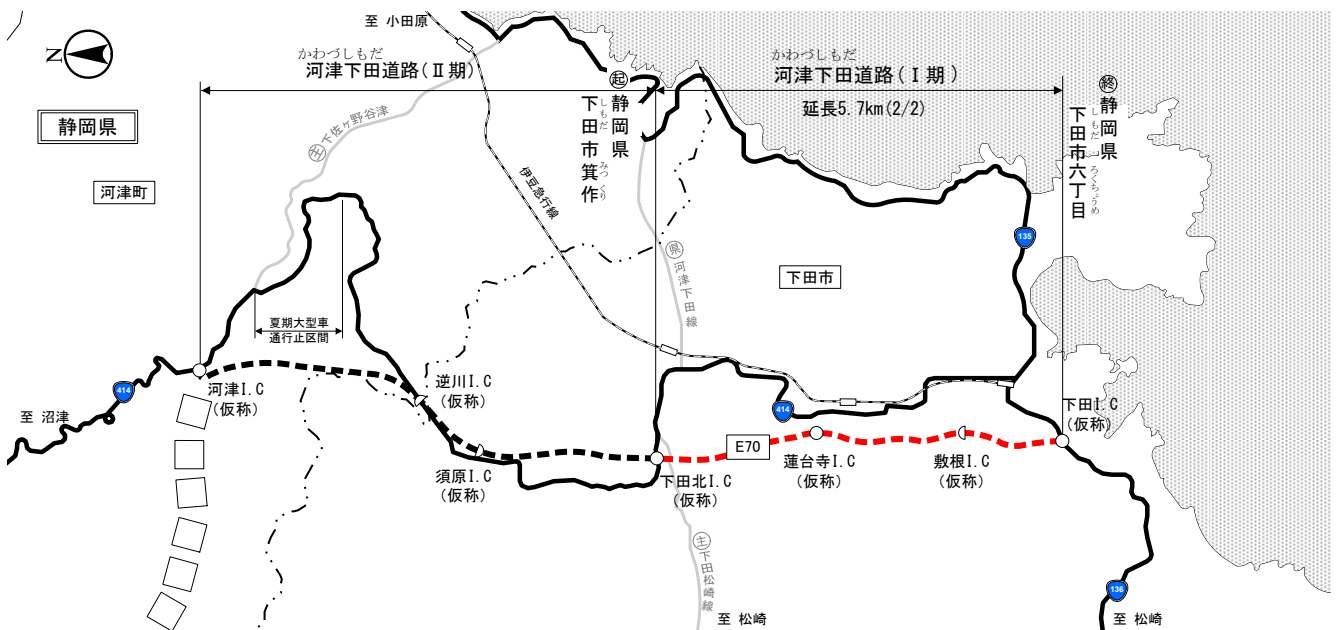 至 小田原
N
かわづしもだ
河津下田道路(Ⅱ期)
かわづしもだ
河津下田道路(Ⅰ期)
延長5.7km(2/2)
静岡県
河津町
主 下佐ヶ野谷津
起 静岡県
下田市箕作
しもだ
みつくり
終 静岡県
下田市六丁目
しもだ
ろくちょうめ
伊豆急行線
県 河津下田線
135
下田市
夏期大型車
通行止区間
414
至 沼津
河津I.C
(仮称)
逆川I.C
(仮称)
須原I.C
(仮称)
414
下田I.C
(仮称)
E70
下田北I.C
(仮称)
蓮台寺I.C
(仮称)
敷根I.C
(仮称)
主 下田松崎線
至 松崎
136
至 松崎